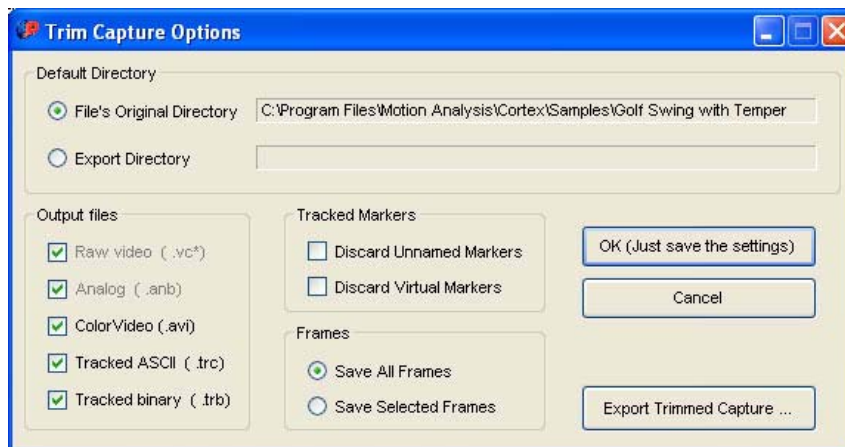 Trim Capture Options
Default Directory
File's Original Directory
C:\Program Files\Motion Analysis\Cortex\Samples\Golf Swing with Temper
Export Directory
Output files
Raw video ( .vc*)
Analog ( .anb)
ColorVideo (.avi)
Tracked ASCII ( .trc)
Tracked binary ( .trb)
Tracked Markers
Discard Unnamed Markers
Discard Virtual Markers
Frames
Save All Frames
Save Selected Frames
OK (Just save the settings)
Cancel
Export Trimmed Capture ...